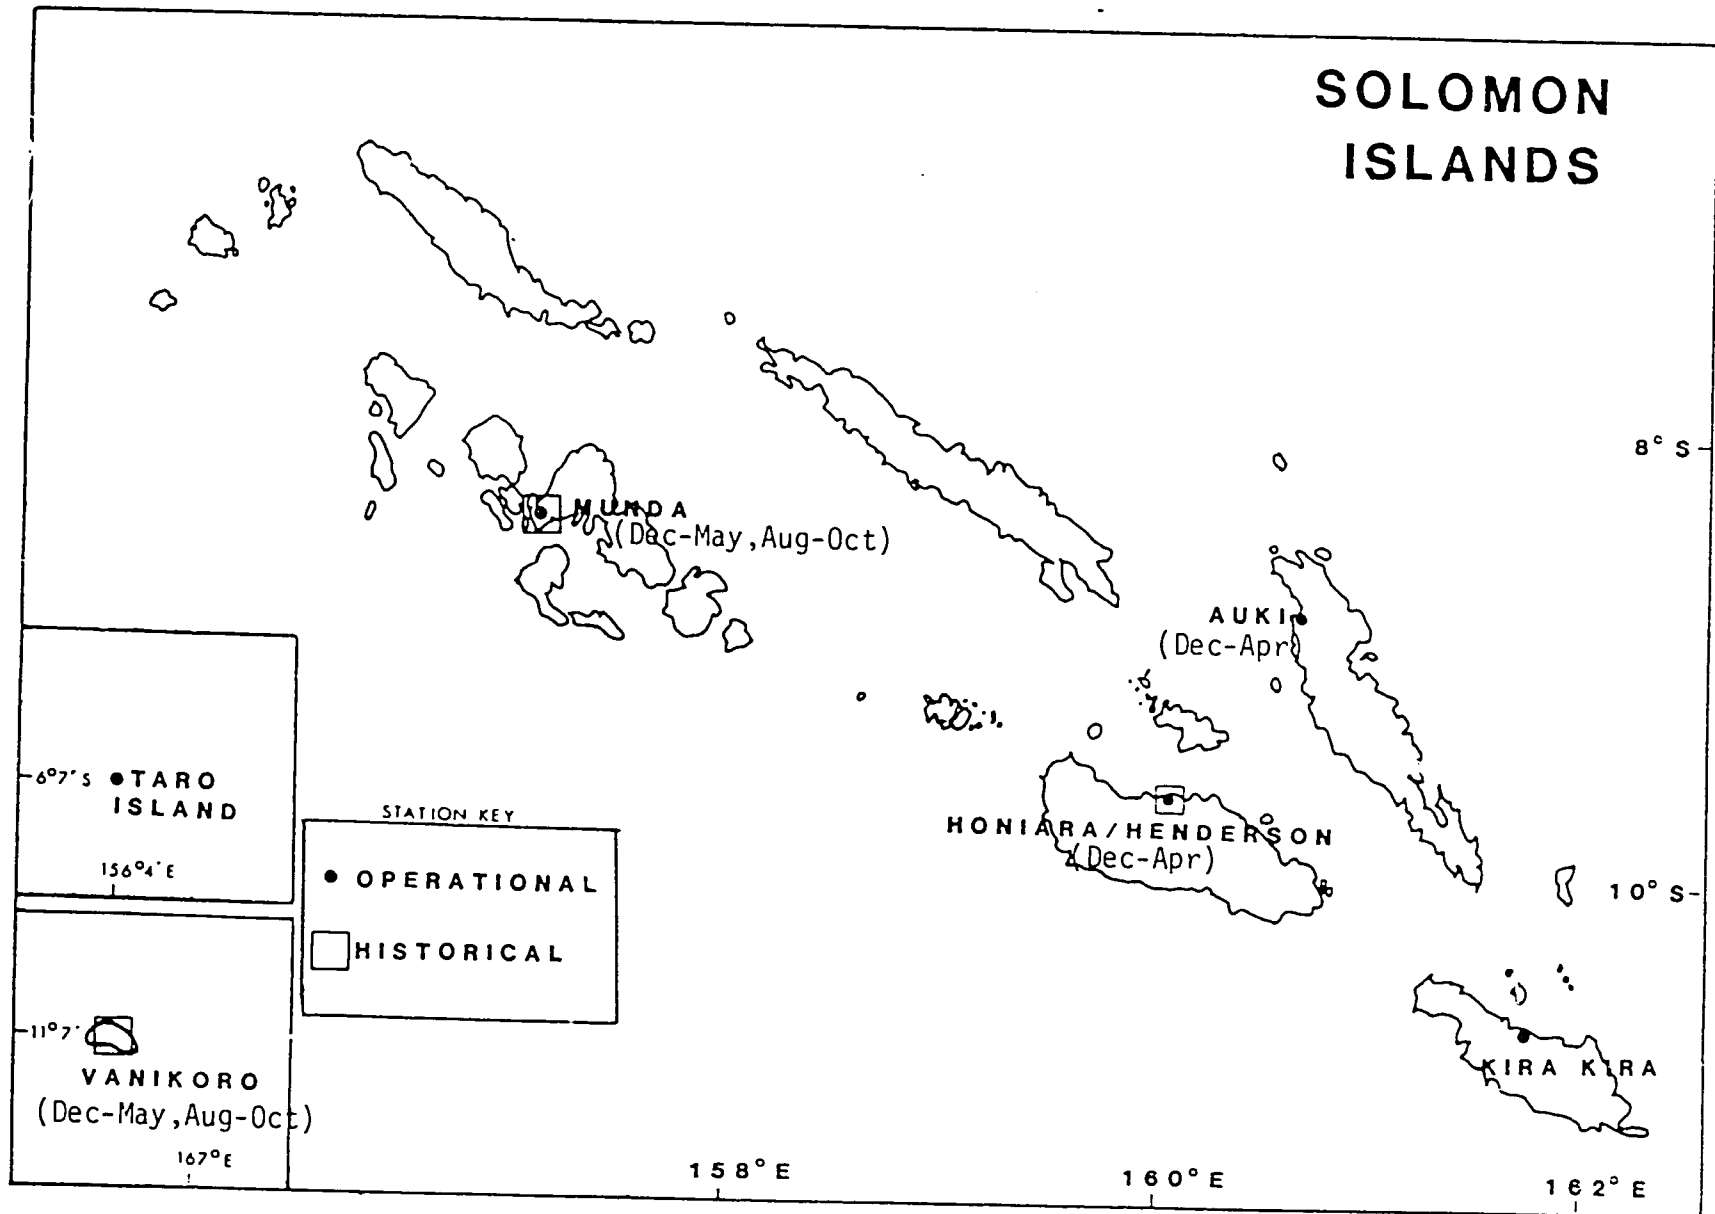 SOLOMON
ISLANDS
8° S
MUNDA
(Dec-May,Aug-Oct)
AUKI
(Dec-Apr)
6°7' S
TARO
ISLAND
156°4' E
STATION KEY
OPERATIONAL
HISTORICAL
HONIARA/HENDERSON
(Dec-Apr)
10° S
11°7'
VANIKORO
(Dec-May,Aug-Oct)
167°E
KIRA KIRA
158° E
160° E
162° E